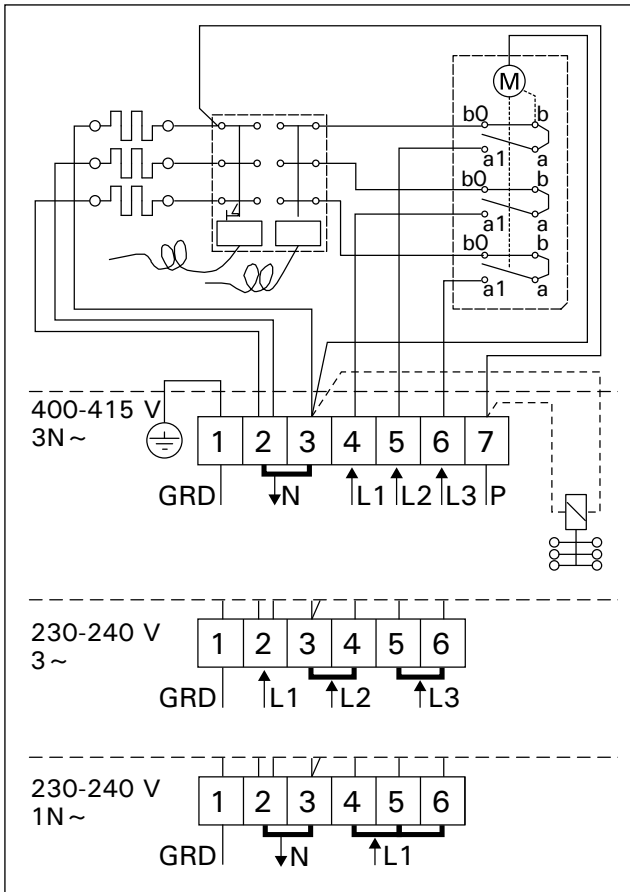 M
b0 b
a1 a
b0 b
a1 a
b0 b
a1 a
400-415 V
3N~
1 2 3 4 5 6 7
GRD N L1 L2 L3 P
230-240 V
3~
1 2 3 4 5 6
GRD L1 L2 L3
230-240 V
1N~
1 2 3 4 5 6
GRD N L1